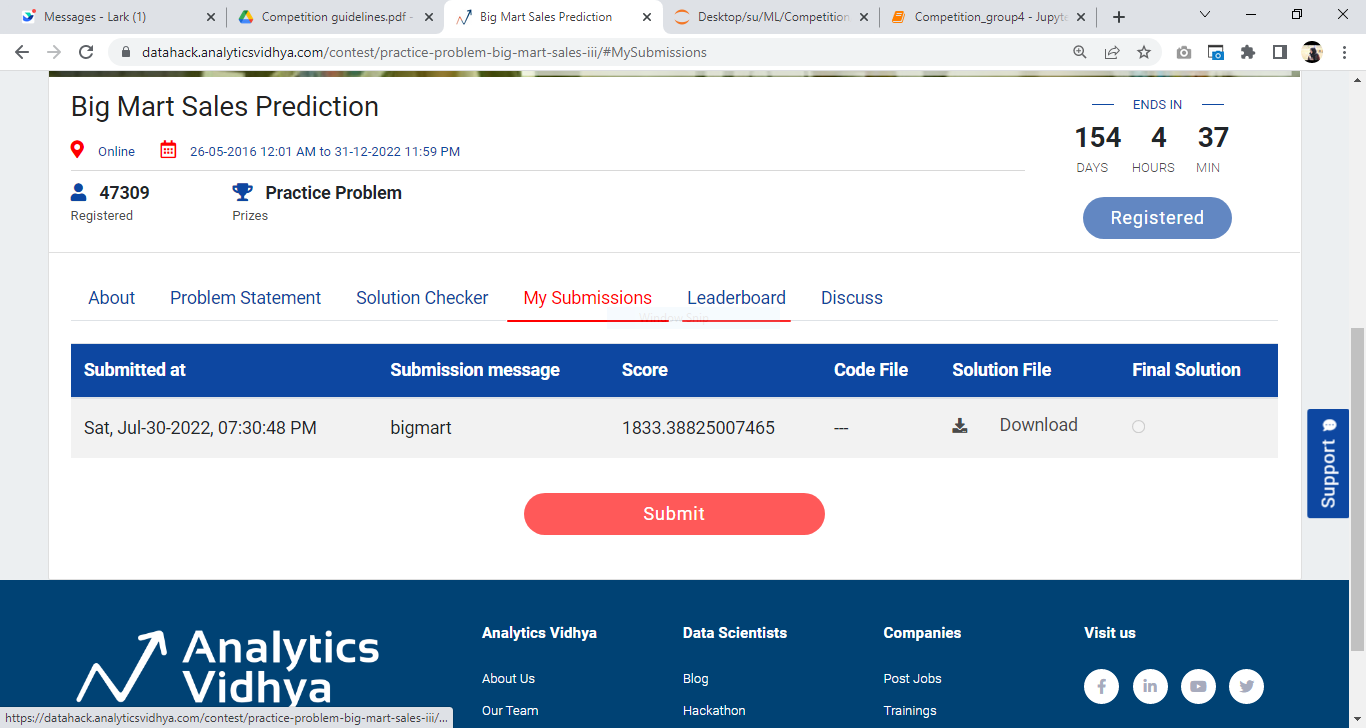 Messages - Lark (1)
Competition guidelines.pdf -
Big Mart Sales Prediction
Desktop/su/ML/Competition
Competition_group4 - Jupyte
datahack.analyticsvidhya.com/contest/practice-problem-big-mart-sales-iii/#MySubmissions
Big Mart Sales Prediction
Online
26-05-2016 12:01 AM to 31-12-2022 11:59 PM
ENDS IN
154 4 37
DAYS HOURS MIN
47309
Registered
Practice Problem
Prizes
Registered
About Problem Statement Solution Checker My Submissions Leaderboard Discuss
Window Snip
Submitted at Submission message Score Code File Solution File Final Solution
Sat, Jul-30-2022, 07:30:48 PM bigmart 1833.38825007465 --- Download
Submit
Support
Analytics
Vidhya
Analytics Vidhya
About Us
Our Team
Data Scientists
Blog
Hackathon
Companies
Post Jobs
Trainings
Visit us
https://datahack.analyticsvidhya.com/contest/practice-problem-big-mart-sales-iii/...